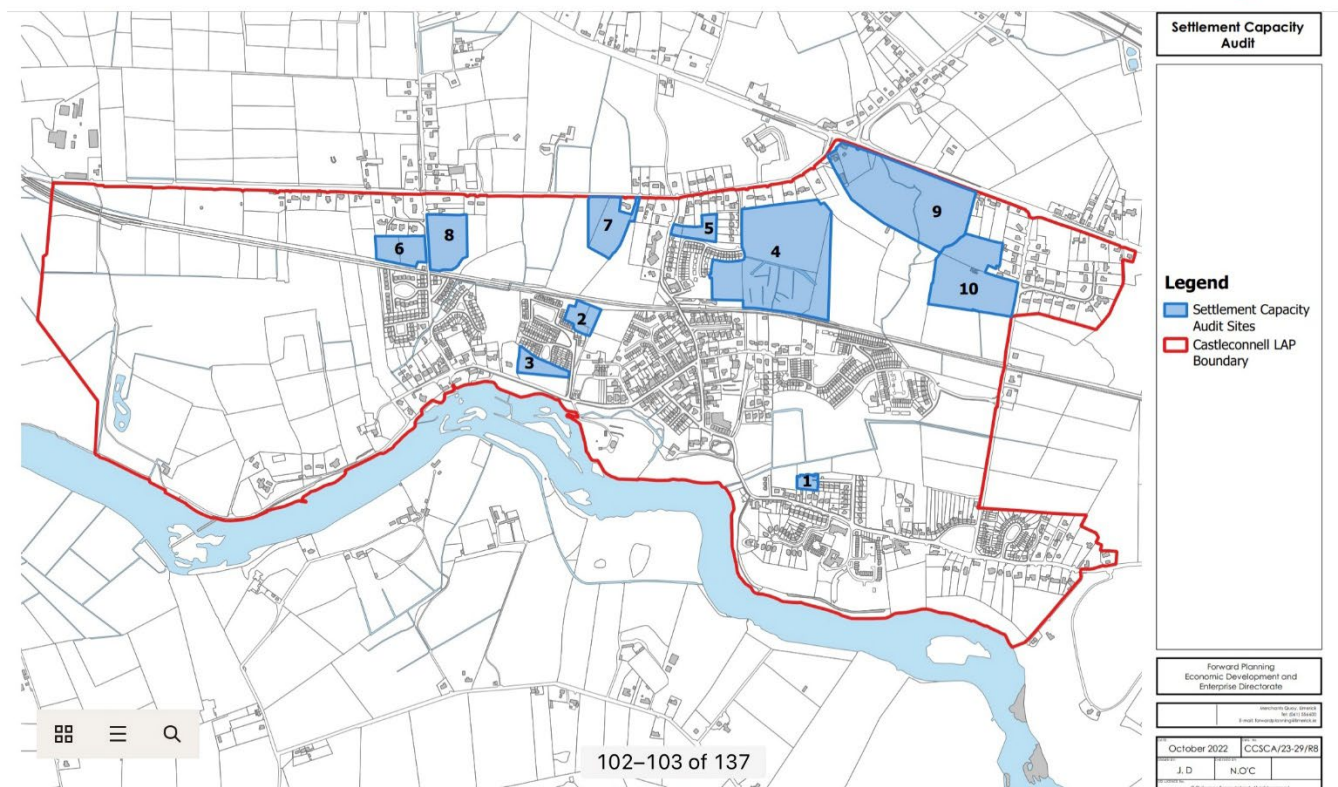 Settlement Capacity
Audit
9
5
7
8
6
4
10
2
3
1
Legend
Settlement Capacity
Audit Sites
Castleconnell LAP
Boundary
Forward Planning
Economic Development and
Enterprise Directorate
Merchants Quay, Limerick
October 2022
CCSCA/23-29/R8
J. D
N.O'C
102–103 of 137